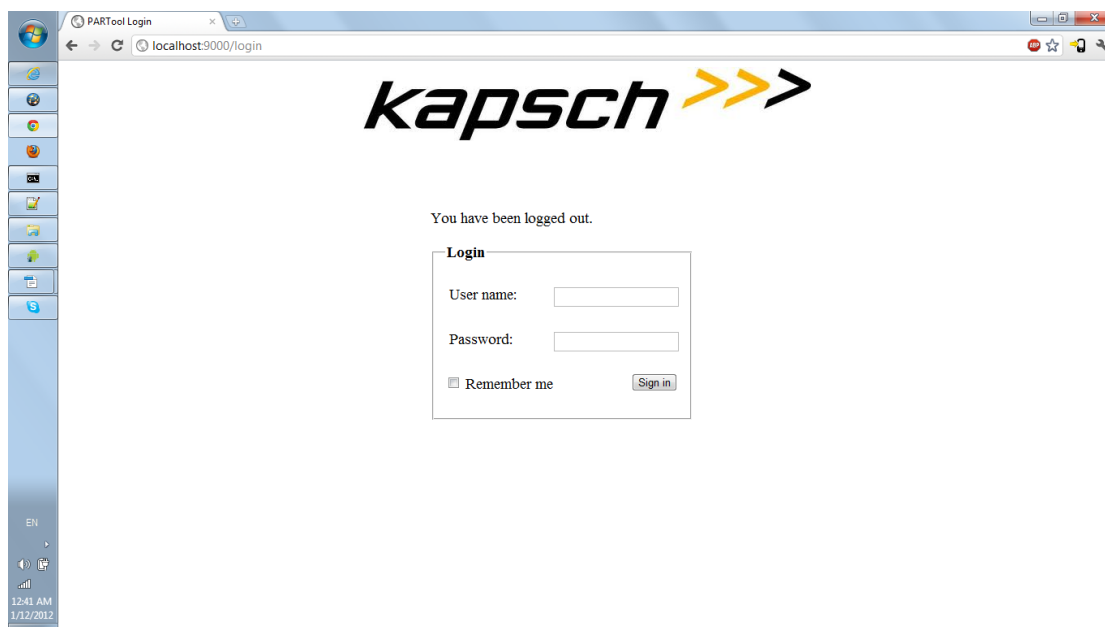 PARTool Login
localhost:9000/login
ABP
kapsch >>>
You have been logged out.
Login
User name:
Password:
Remember me
Sign in
EN
12:41 AM
1/12/2012